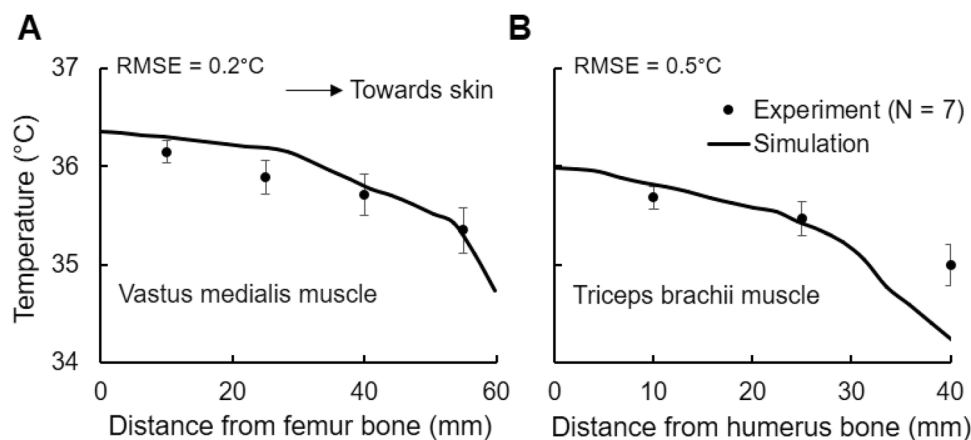 A
B
37
36
35
34
Temperature (°C)
RMSE = 0.2°C
Towards skin
Vastus medialis muscle
0
20
40
60
Distance from femur bone (mm)
RMSE = 0.5°C
Experiment (N = 7)
Simulation
Triceps brachii muscle
0
10
20
30
40
Distance from humerus bone (mm)